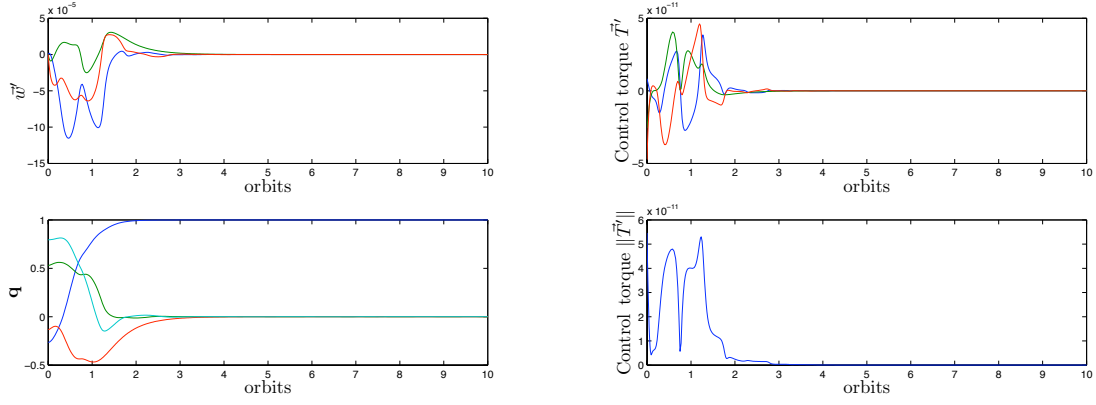 x 10⁻⁵
5
0
−5
−10
−15
w⃗′
0 1 2 3 4 5 6 7 8 9 10
orbits
x 10⁻¹¹
5
0
−5
Control torque T⃗′
0 1 2 3 4 5 6 7 8 9 10
orbits
1
0.5
0
−0.5
q
0 1 2 3 4 5 6 7 8 9 10
orbits
x 10⁻¹¹
6
5
4
3
2
1
0
Control torque ||T⃗′||
0 1 2 3 4 5 6 7 8 9 10
orbits